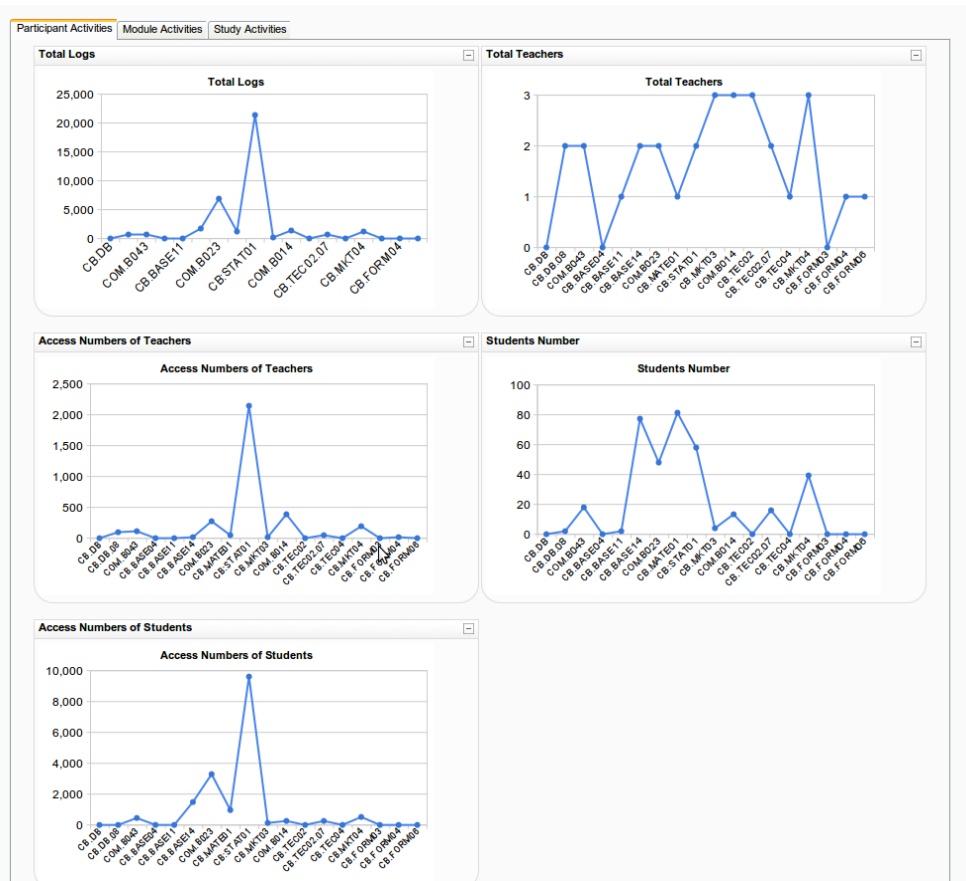 Participant Activities Module Activities Study Activities
Total Logs
Total Logs
25,000
20,000
15,000
10,000
5,000
0
CB.DB
COM.B043
CB.BASE11
COM.B023
CB:STAT01
COM.B014
CB.TEC02.07
CB.MKT04
CB.FORM04
Total Teachers
Total Teachers
3
2
1
0
CB.DB
CB.DB.08
COM.B043
CB.BASE04
CB.BASE11
CB.BASE14
COM.B023
CB.MATE01
CB:STAT01
CB.MKT03
COM.B014
CB.TEC02
CB.TEC02.07
CB.TEC04
CB.MKT04
CB.FORM03
CB.FORM04
CB.FORM06
Access Numbers of Teachers
Access Numbers of Teachers
2,500
2,000
1,500
1,000
500
0
CB.DB
CB.DB.08
COM.B043
CB.BASE04
CB.BASE11
CB.BASE14
COM.B023
CB.MATE01
CB:STAT01
CB.MKT03
COM.B014
CB.TEC02
CB.TEC02.07
CB.TEC04
CB.MKT04
CB.FORM03
CB.FORM04
CB.FORM06
Students Number
Students Number
100
80
60
40
20
0
CB.DB
CB.DB.08
COM.B043
CB.BASE04
CB.BASE11
CB.BASE14
COM.B023
CB.MATE01
CB:STAT01
CB.MKT03
COM.B014
CB.TEC02
CB.TEC02.07
CB.TEC04
CB.MKT04
CB.FORM03
CB.FORM04
CB.FORM06
Access Numbers of Students
Access Numbers of Students
10,000
8,000
6,000
4,000
2,000
0
CB.DB
CB.DB.08
COM.B043
CB.BASE04
CB.BASE11
CB.BASE14
COM.B023
CB.MATE01
CB:STAT01
CB.MKT03
COM.B014
CB.TEC02
CB.TEC02.07
CB.TEC04
CB.MKT04
CB.FORM03
CB.FORM04
CB.FORM06